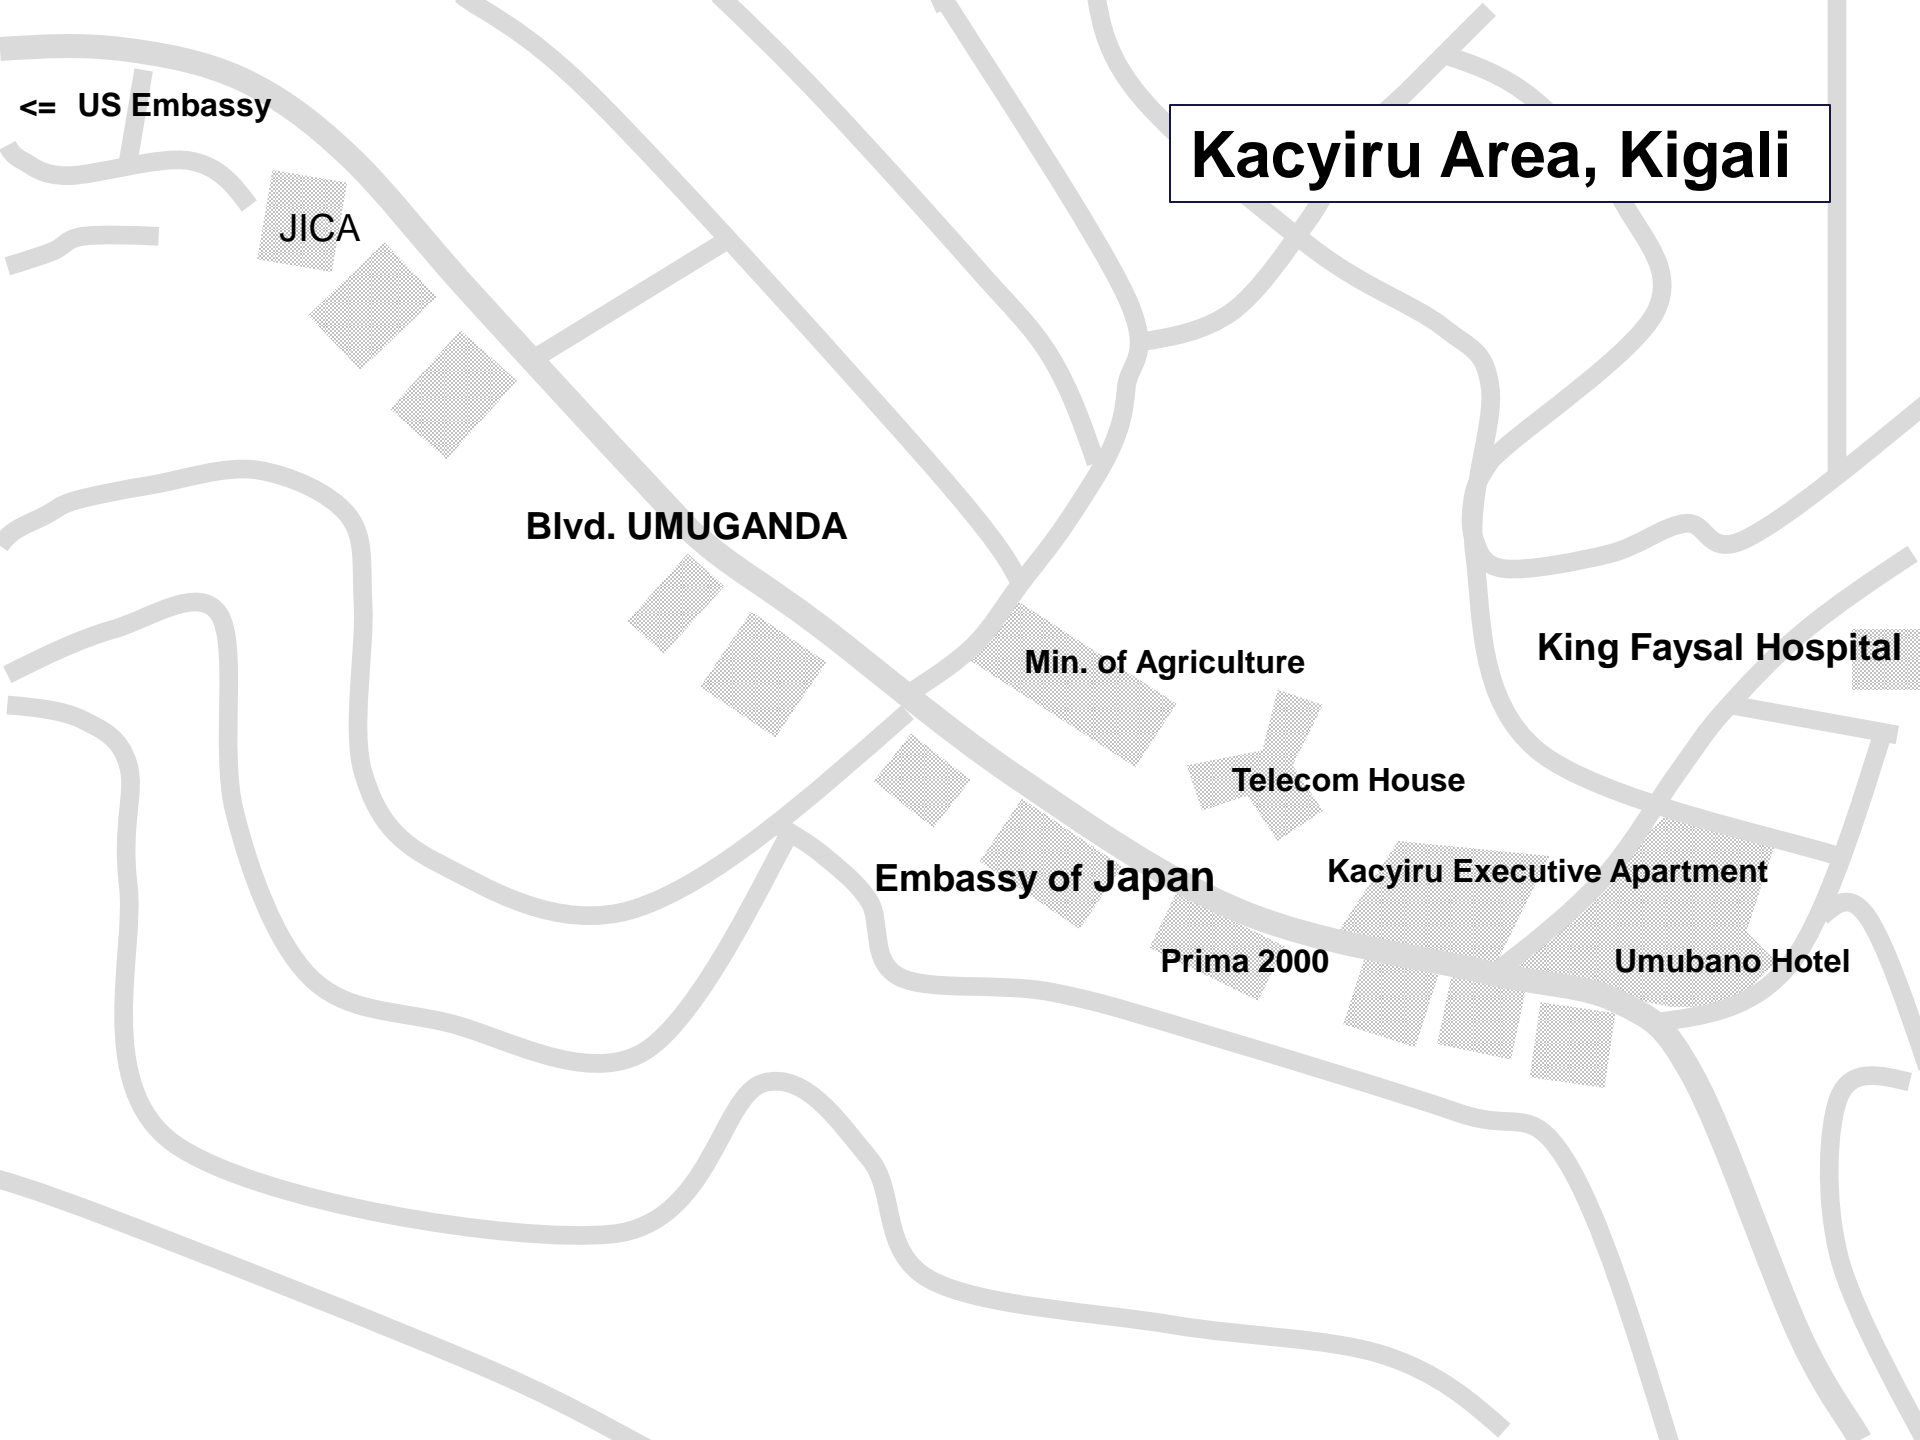 <= US Embassy
Kacyiru Area, Kigali
JICA
Blvd. UMUGANDA
King Faysal Hospital
Min. of Agriculture
Telecom House
Embassy of Japan
Kacyiru Executive Apartment
Prima 2000
Umubano Hotel